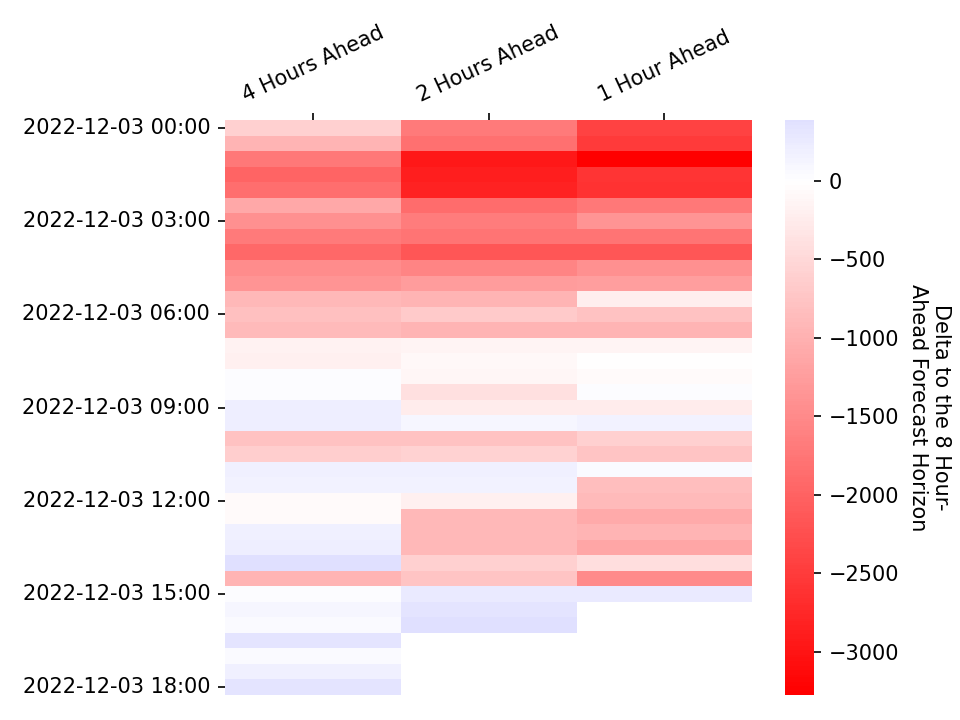 4 Hours Ahead
2 Hours Ahead
1 Hour Ahead
2022-12-03 00:00
2022-12-03 03:00
2022-12-03 06:00
2022-12-03 09:00
2022-12-03 12:00
2022-12-03 15:00
2022-12-03 18:00
0
−500
−1000
−1500
−2000
−2500
−3000
Delta to the 8 Hour-
Ahead Forecast Horizon